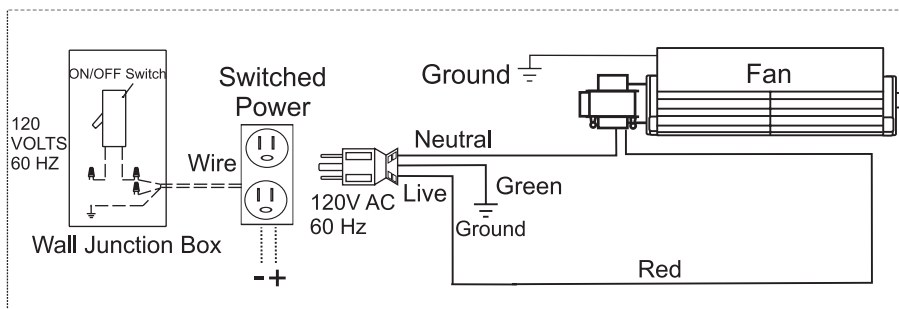 ON/OFF Switch
120
VOLTS
60 HZ
Wall Junction Box
Wire
Switched
Power
-+
120V AC
60 Hz
Neutral
Live
Green
Ground
Red
Ground
Fan